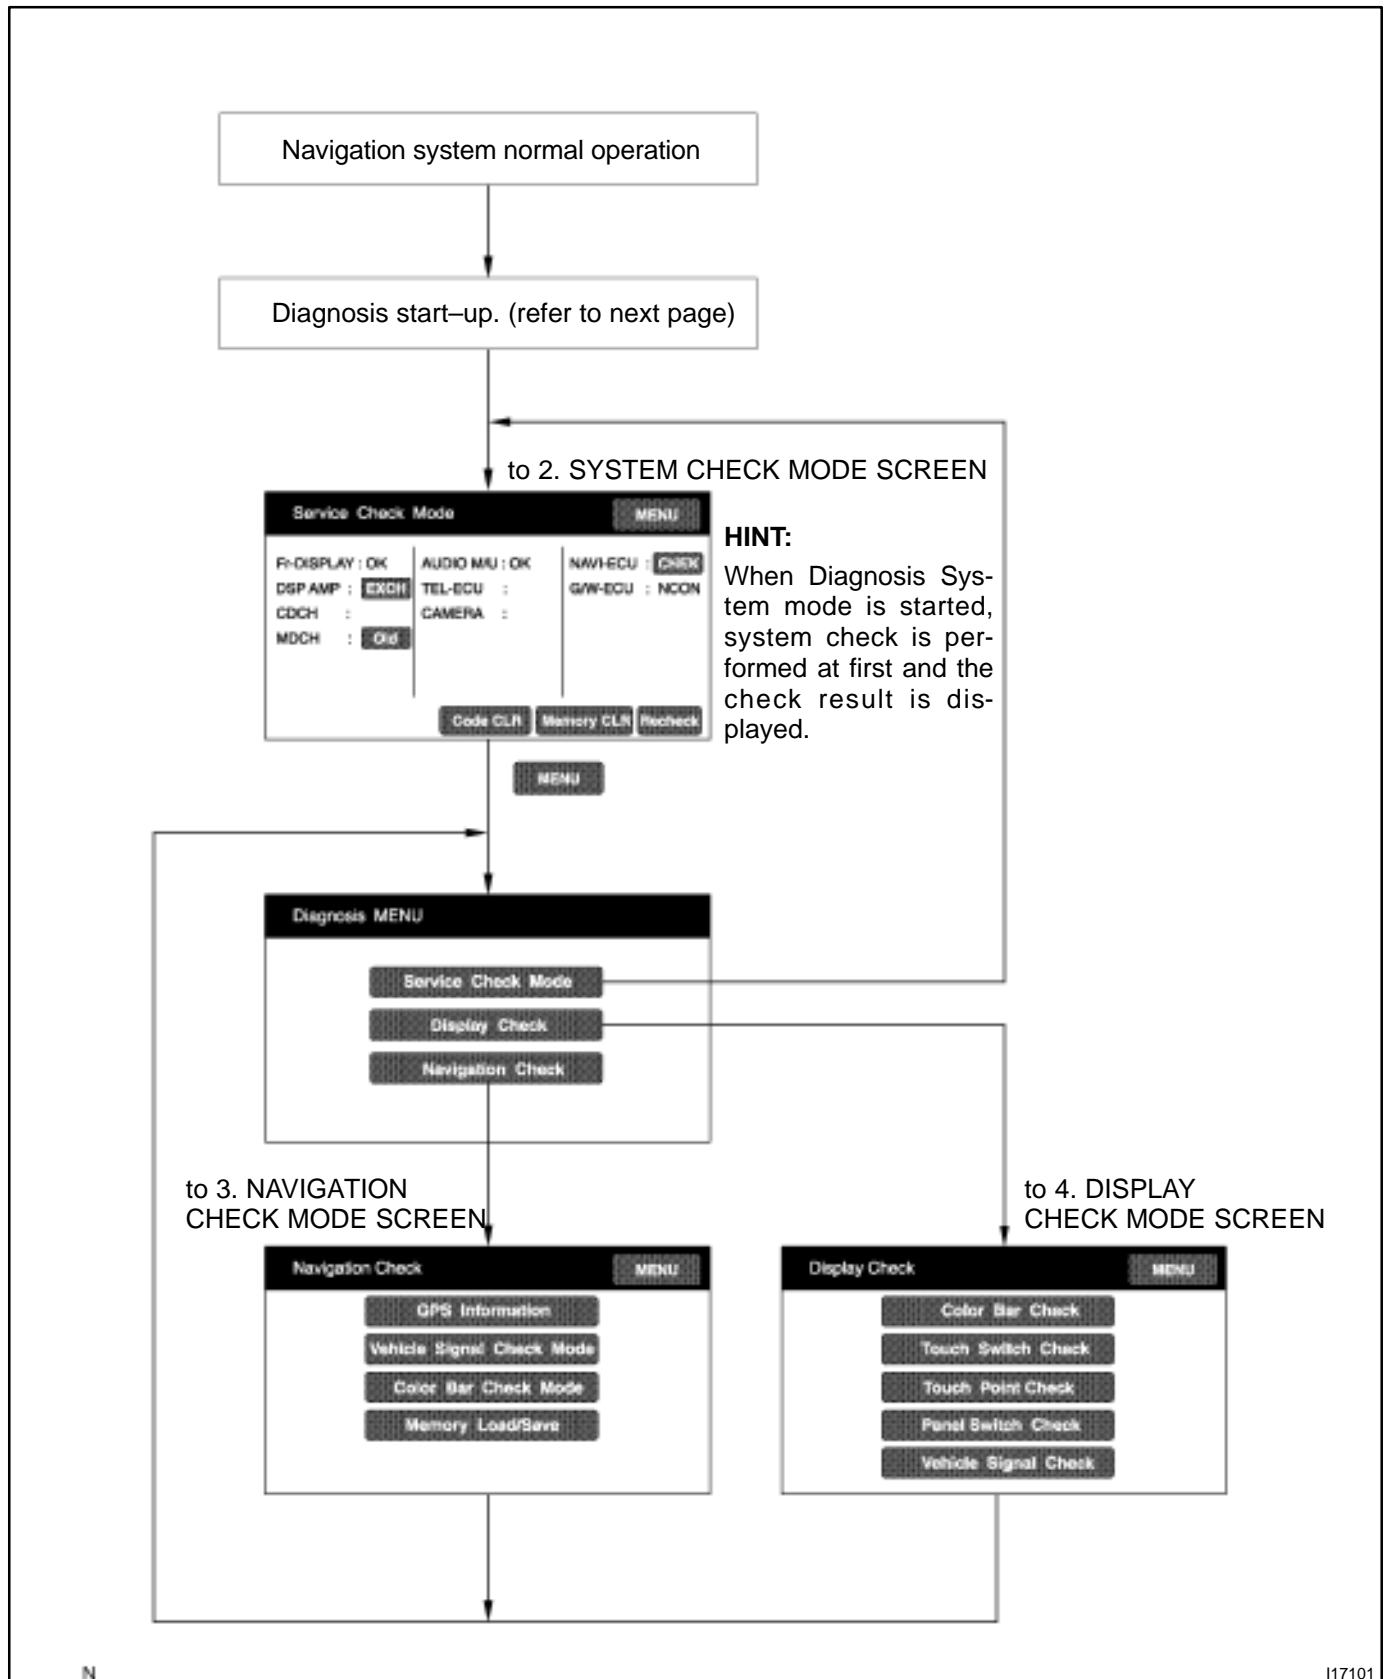 Navigation system normal operation
Diagnosis start–up. (refer to next page)
to 2. SYSTEM CHECK MODE SCREEN
Service Check Mode
MENU
Fr-DISPLAY : OK
DSP AMP : EXCH
CDCH :
MDCH : Old
AUDIO M/U : OK
TEL-ECU :
CAMERA :
NAVI-ECU : CHEK
G/W-ECU : NCON
Code CLR
Memory CLR
Recheck
HINT:
When Diagnosis Sys-
tem mode is started,
system check is per-
formed at first and the
check result is dis-
played.
MENU
Diagnosis MENU
Service Check Mode
Display Check
Navigation Check
to 3. NAVIGATION
CHECK MODE SCREEN
to 4. DISPLAY
CHECK MODE SCREEN
Navigation Check
MENU
GPS Information
Vehicle Signal Check Mode
Color Bar Check Mode
Memory Load/Save
Display Check
MENU
Color Bar Check
Touch Switch Check
Touch Point Check
Panel Switch Check
Vehicle Signal Check
N
I17101